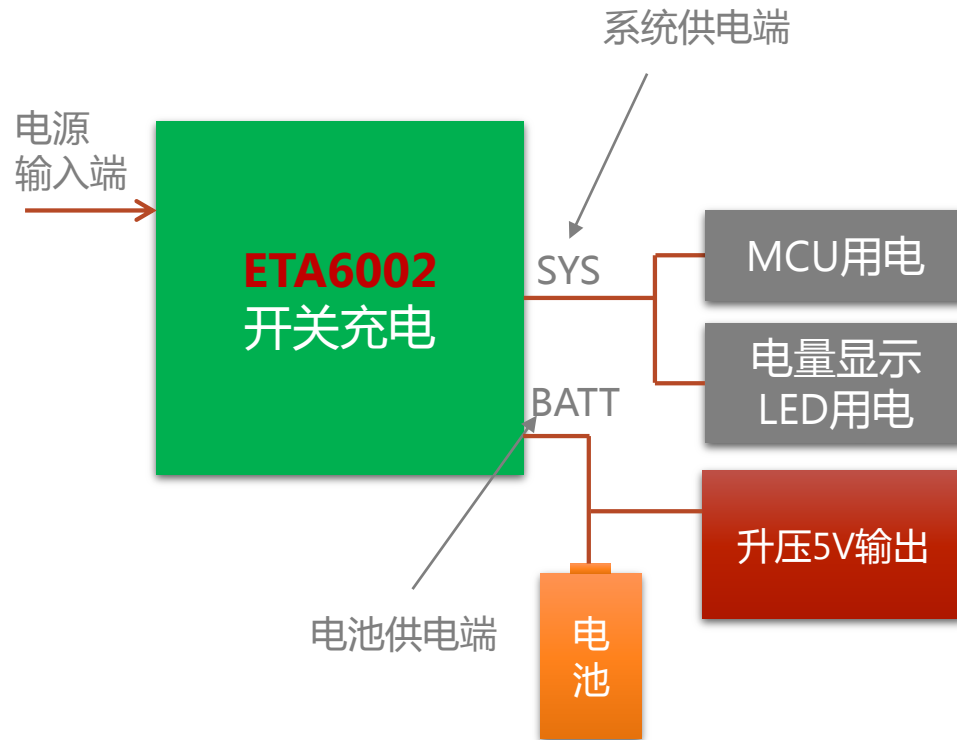 系统供电端
电源
输入端
ETA6002
开关充电
SYS
MCU用电
电量显示
LED用电
BATT
升压5V输出
电池供电端
电
池